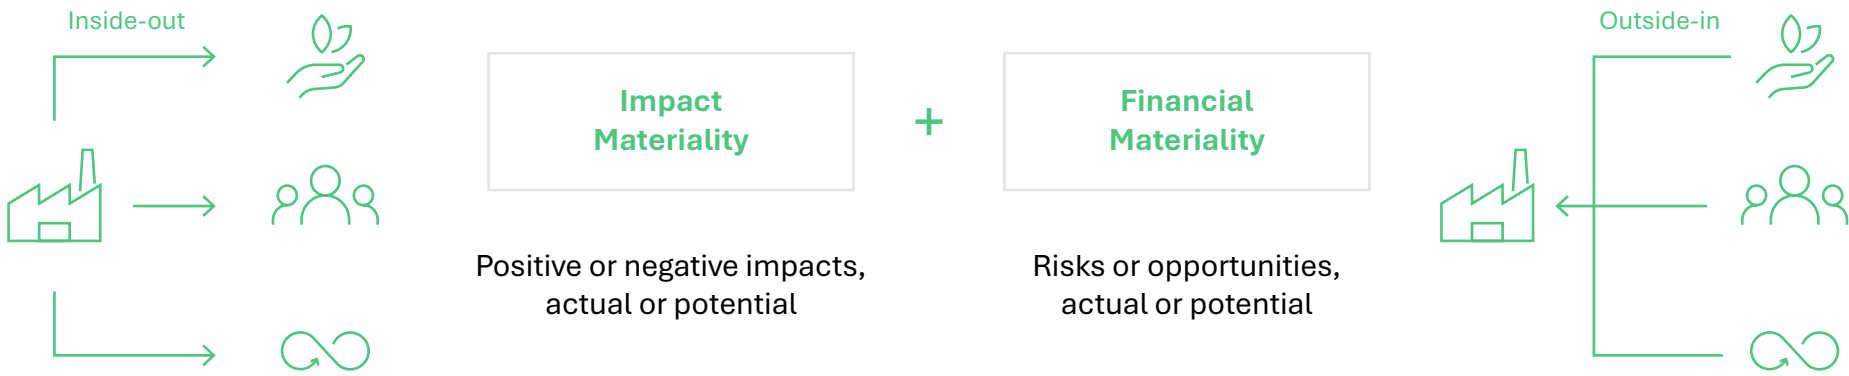 Inside-out
Impact
Materiality
Positive or negative impacts,
actual or potential
+
Financial
Materiality
Risks or opportunities,
actual or potential
Outside-in